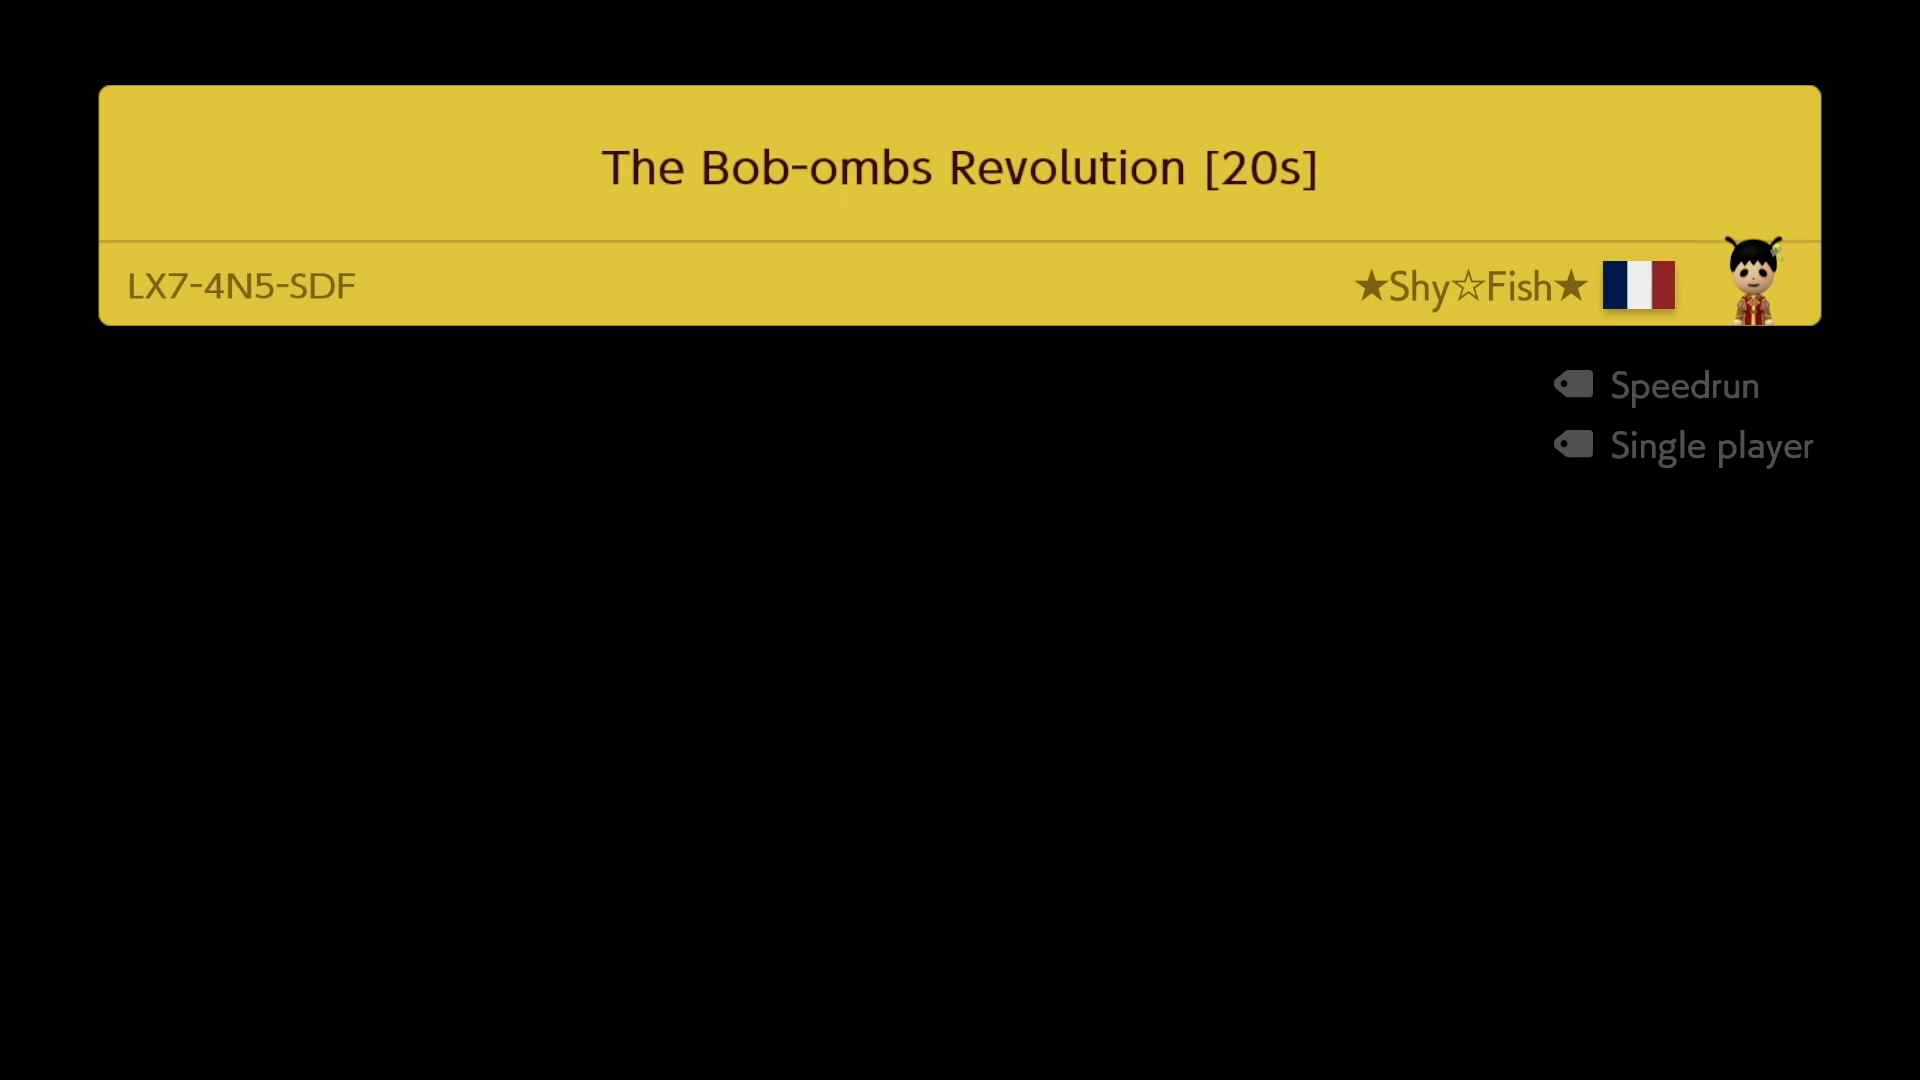 The Bob-ombs Revolution [20s]
LX7-4N5-SDF
★Shy☆Fish★
Speedrun
Single player